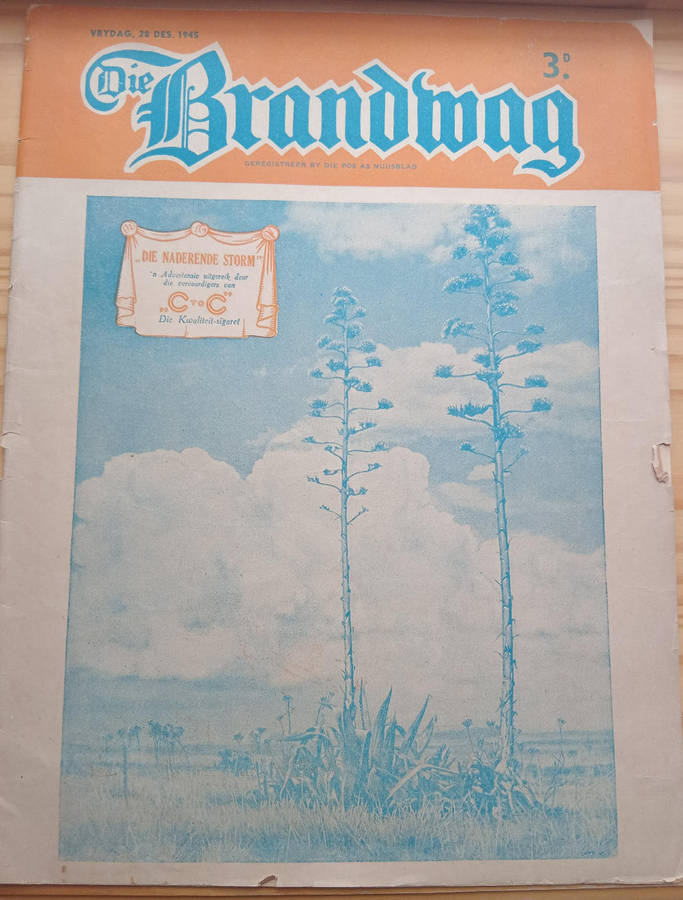 VRYDAG, 28 DES. 1945
3D.
Die Brandwag
GEREGISTREER BY DIE POS AS NUUSBLAD
„DIE NADERENDE STORM”
'n Advertensie uitgereik deur
die vervaardigers van
„C TO C”
Die Kwaliteit-sigaret